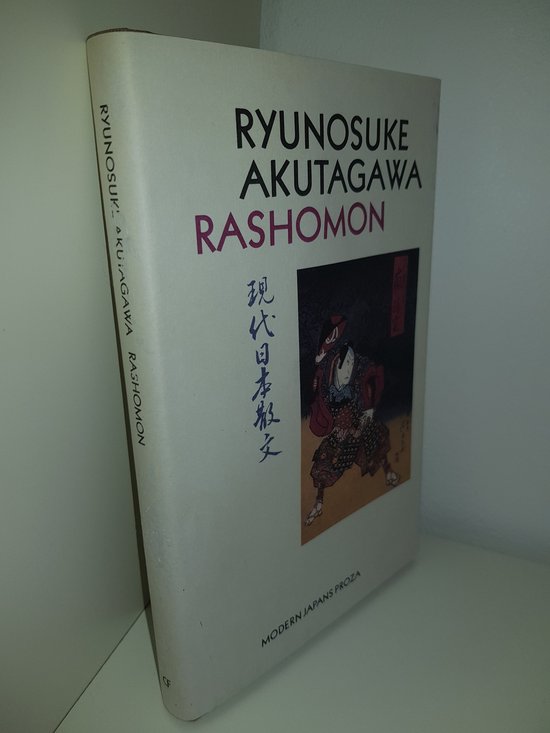 RYUNOSUKE
AKUTAGAWA
RASHOMON
現代日本散文
MODERN JAPANS PROZA
RYUNOSUKE AKUTAGAWA RASHOMON
CF